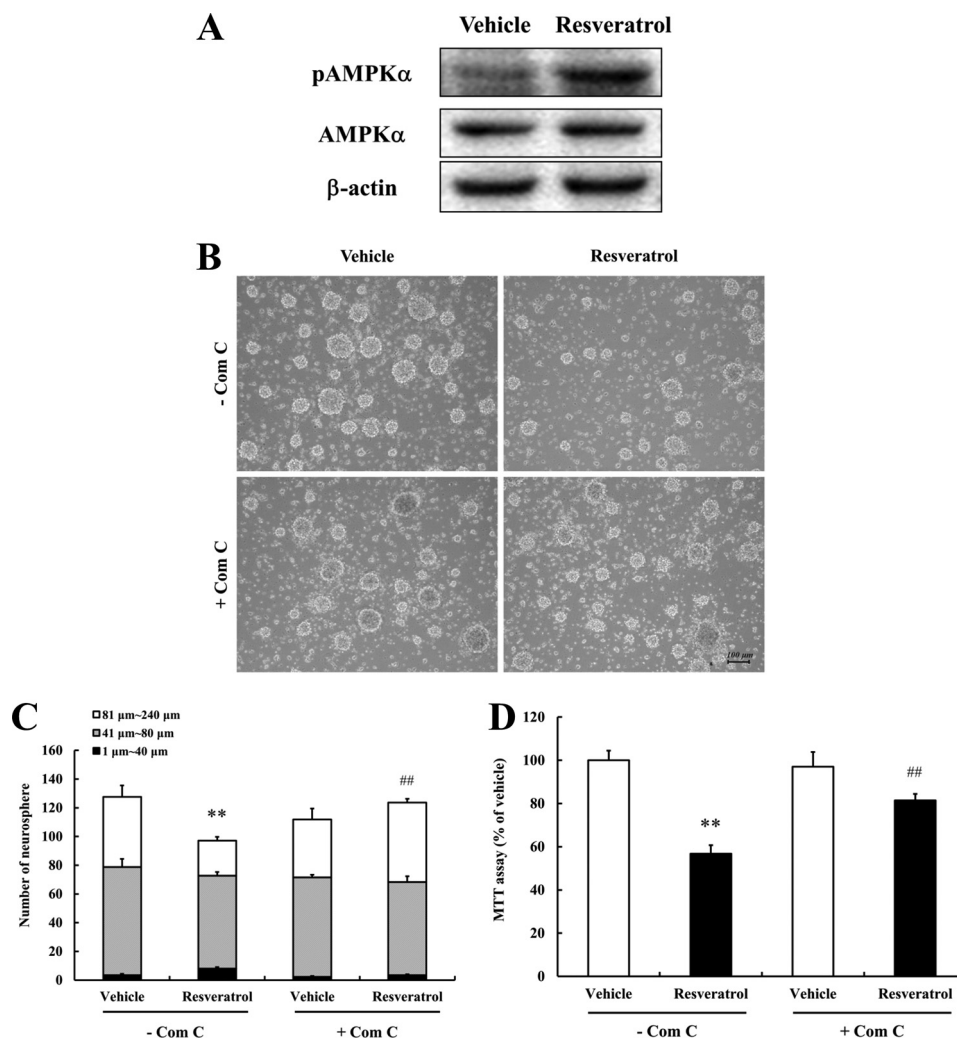 A
Vehicle Resveratrol
pAMPKα
AMPKα
β-actin
B
Vehicle Resveratrol
- Com C
+ Com C
100 μm
C
81 μm~240 μm
41 μm~80 μm
1 μm~40 μm
Number of neurosphere
160
140
120
100
80
60
40
20
0
**
##
Vehicle Resveratrol Vehicle Resveratrol
- Com C + Com C
D
MTT assay (% of vehicle)
120
100
80
60
40
20
0
**
##
Vehicle Resveratrol Vehicle Resveratrol
- Com C + Com C